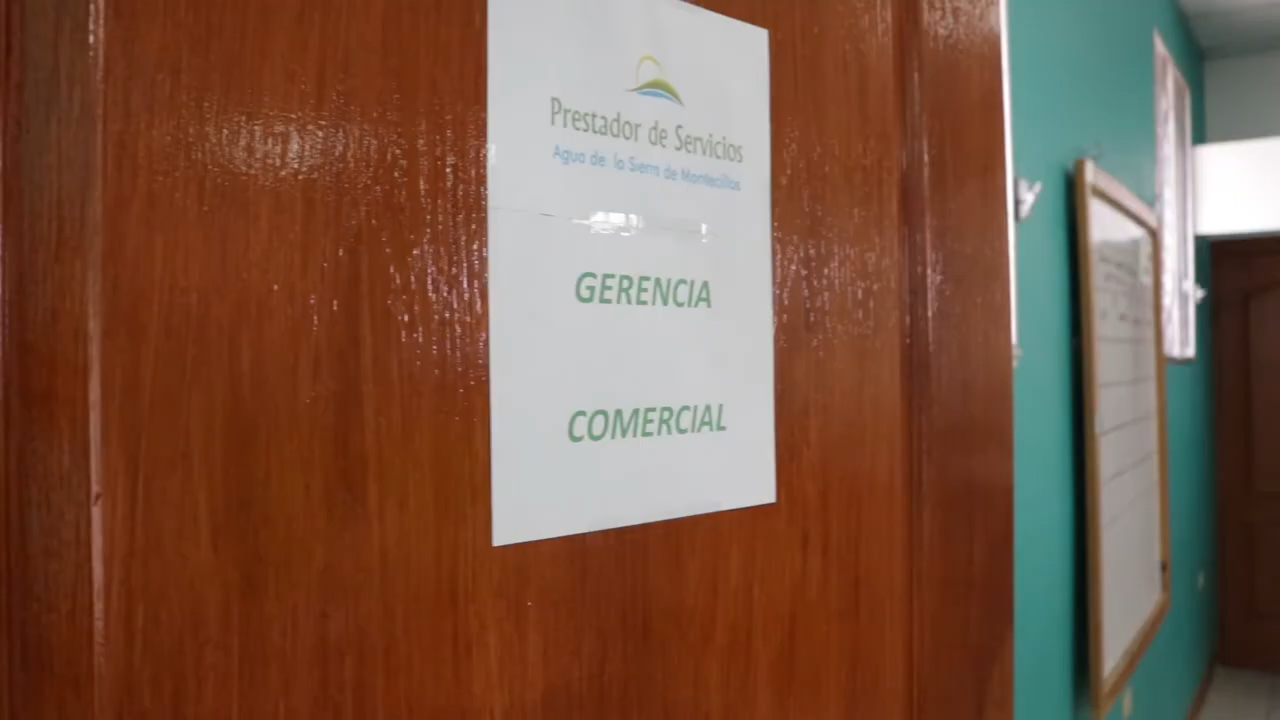 Prestador de Servicios
Agua de la Sierra de Montecillos
GERENCIA
COMERCIAL